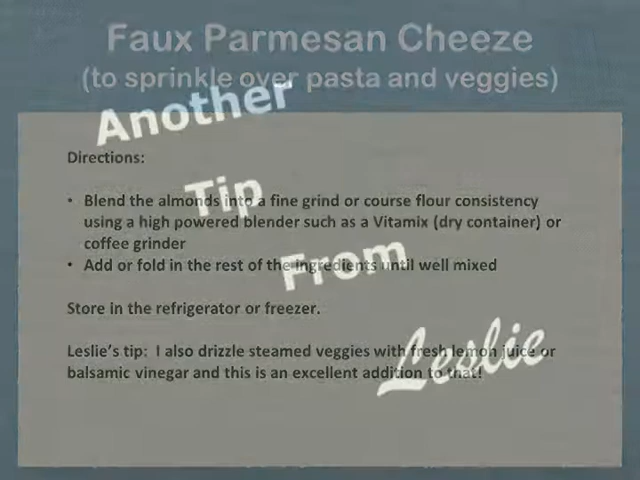 Faux Parmesan Cheeze
(to sprinkle over pasta and veggies)
Another
Directions:
• Blend the almonds into a fine grind or course flour consistency
Tip
using a high powered blender such as a Vitamix (dry container) or
coffee grinder
From
• Add or fold in the rest of the ingredients until well mixed
Store in the refrigerator or freezer.
Leslie
Leslie's tip: I also drizzle steamed veggies with fresh lemon juice or
balsamic vinegar and this is an excellent addition to that!